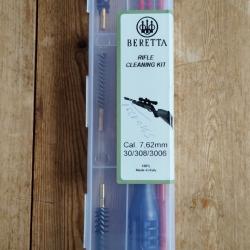 BERETTA
RIFLE
CLEANING KIT
Cal. 7,62mm
30/308/3006
Made in Italy